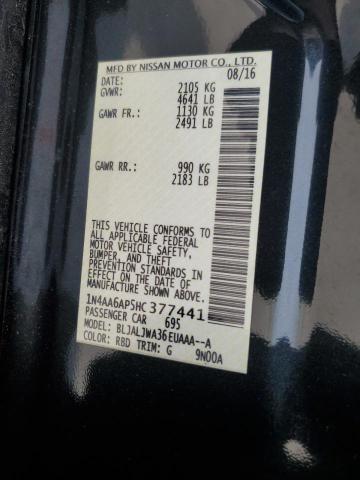 MFD BY NISSAN MOTOR CO., LTD.
DATE: 08/16
GVWR: 2105 KG
4641 LB
GAWR FR: 1130 KG
2491 LB
GAWR RR: 990 KG
2183 LB
THIS VEHICLE CONFORMS TO
ALL APPLICABLE FEDERAL
MOTOR VEHICLE SAFETY,
BUMPER, AND THEFT
PREVENTION STANDARDS IN
EFFECT ON THE DATE OF
MANUFACTURE SHOWN ABOVE.
1N4AA6AP5HC377441
PASSENGER CAR 695
MODEL: BLJALJWA36EUAAA--A
COLOR: RBD TRIM: G 9N00A